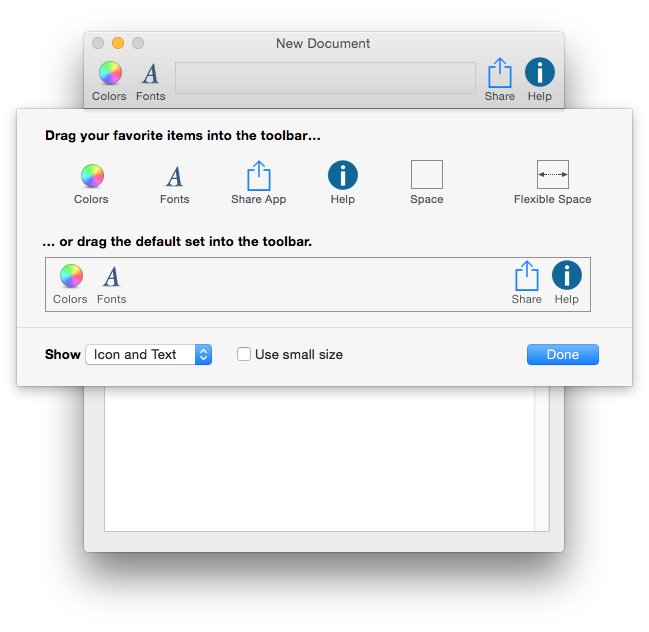 New Document
Colors Fonts Share Help
Drag your favorite items into the toolbar...
Colors Fonts Share App Help Space Flexible Space
... or drag the default set into the toolbar.
Colors Fonts Share Help
Show Icon and Text Use small size Done